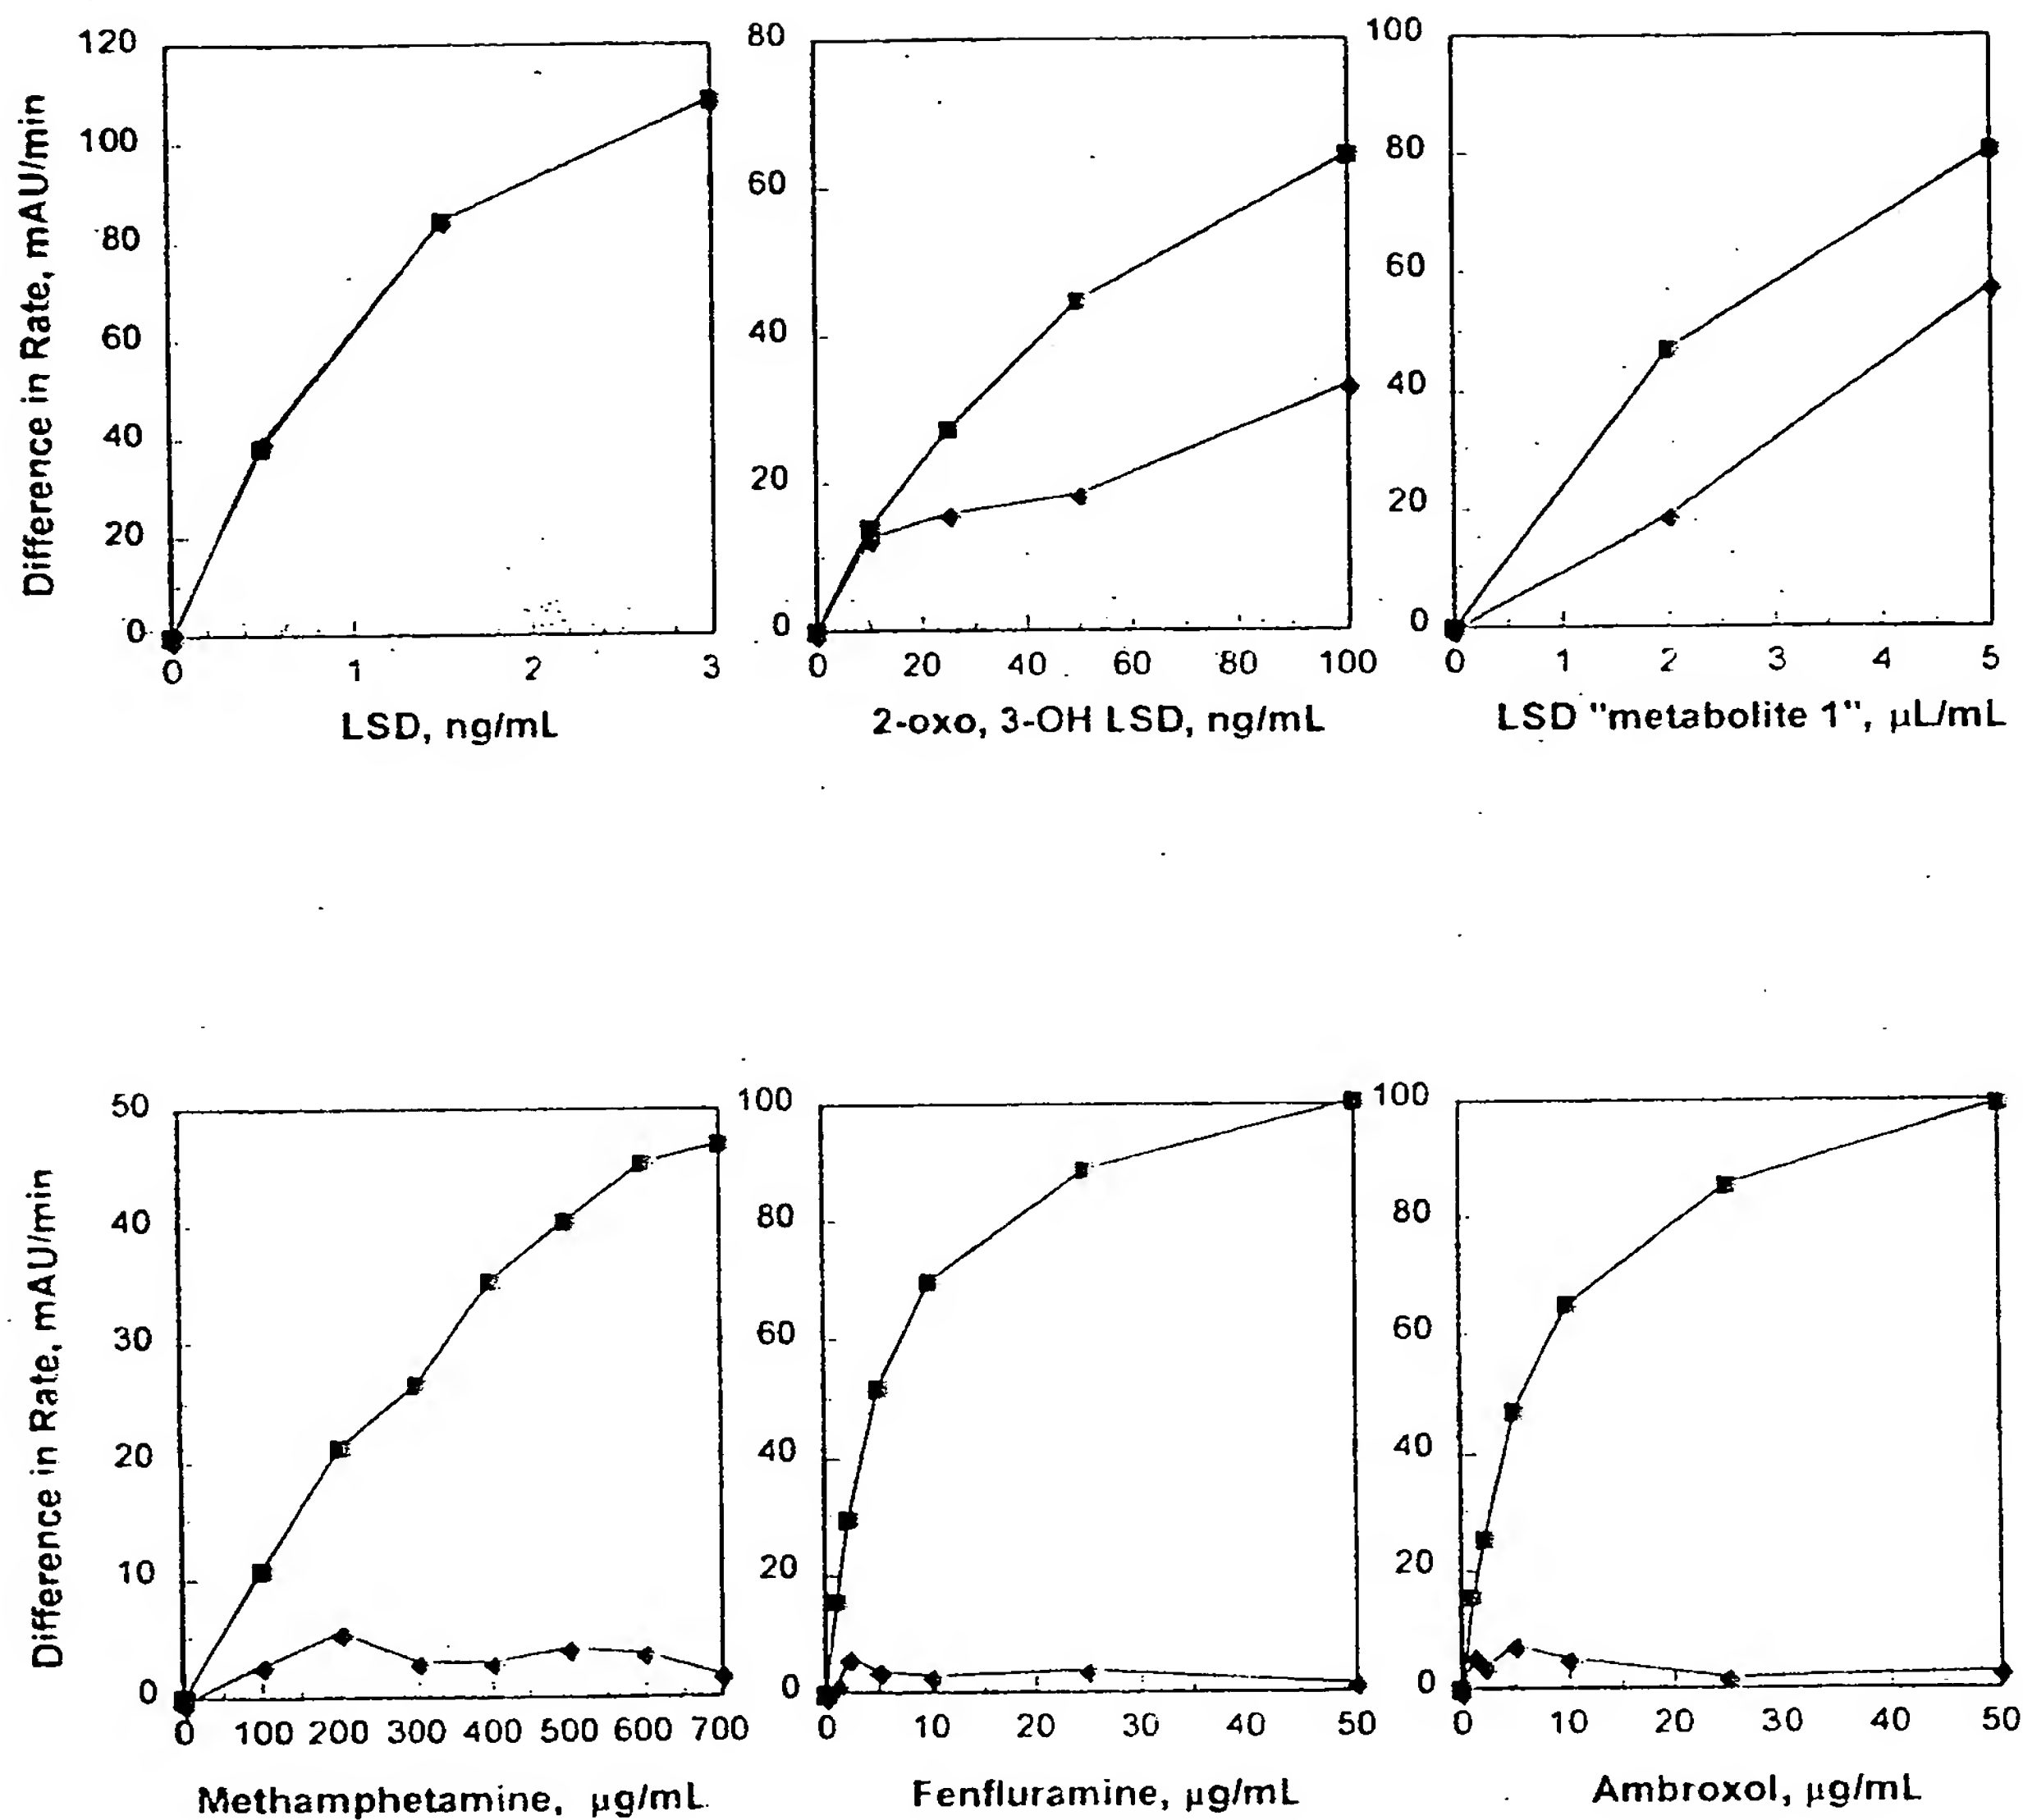 120
100
80
60
40
20
0
Difference in Rate, mAU/min
0 1 2 3
LSD, ng/mL
80
60
40
20
0
0 20 40 60 80 100
2-oxo, 3-OH LSD, ng/mL
100
80
60
40
20
0
0 1 2 3 4 5
LSD "metabolite 1", µL/mL
50
40
30
20
10
0
Difference in Rate, mAU/min
0 100 200 300 400 500 600 700
Methamphetamine, µg/mL
100
80
60
40
20
0
0 10 20 30 40 50
Fenfluramine, µg/mL
100
80
60
40
20
0
0 10 20 30 40 50
Ambroxol, µg/mL